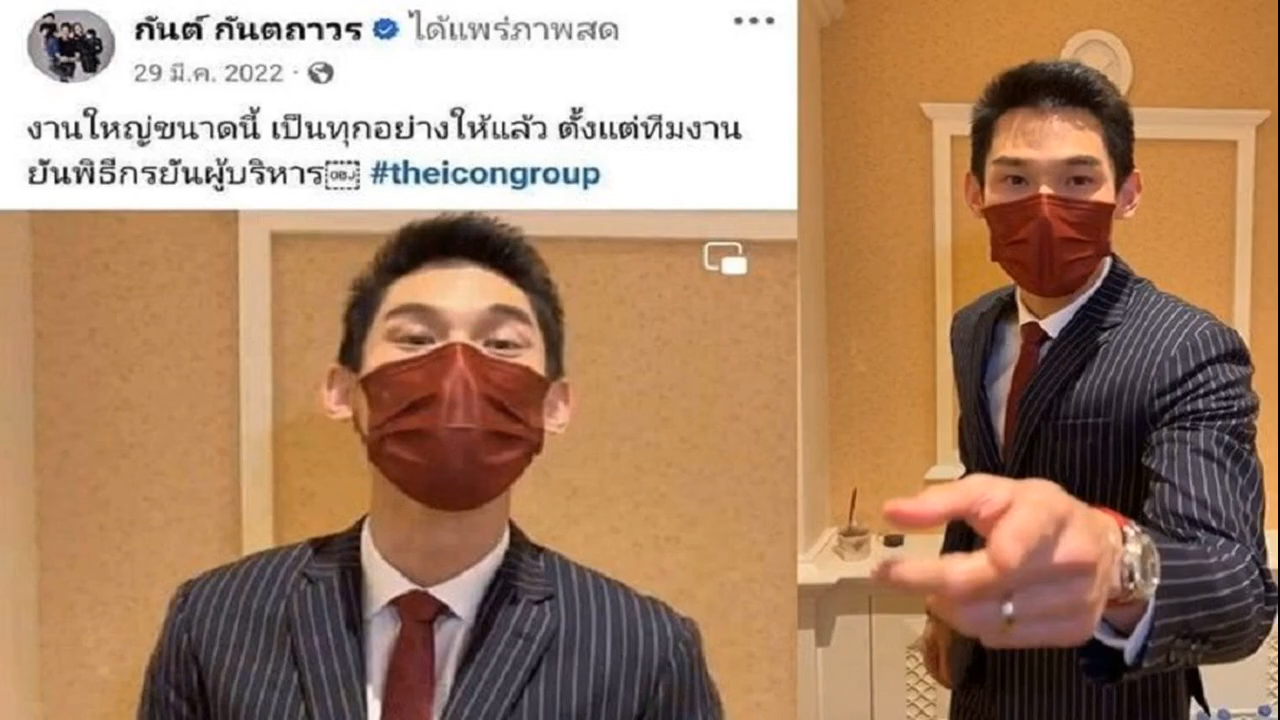 กันต์ กันตถาวร ได้แพร่ภาพสด
29 มี.ค. 2022 ·
งานใหญ่ขนาดนี้ เป็นทุกอย่างให้แล้ว ตั้งแต่ทีมงาน
ยันพิธีกรยันผู้บริหาร￼ #theicongroup